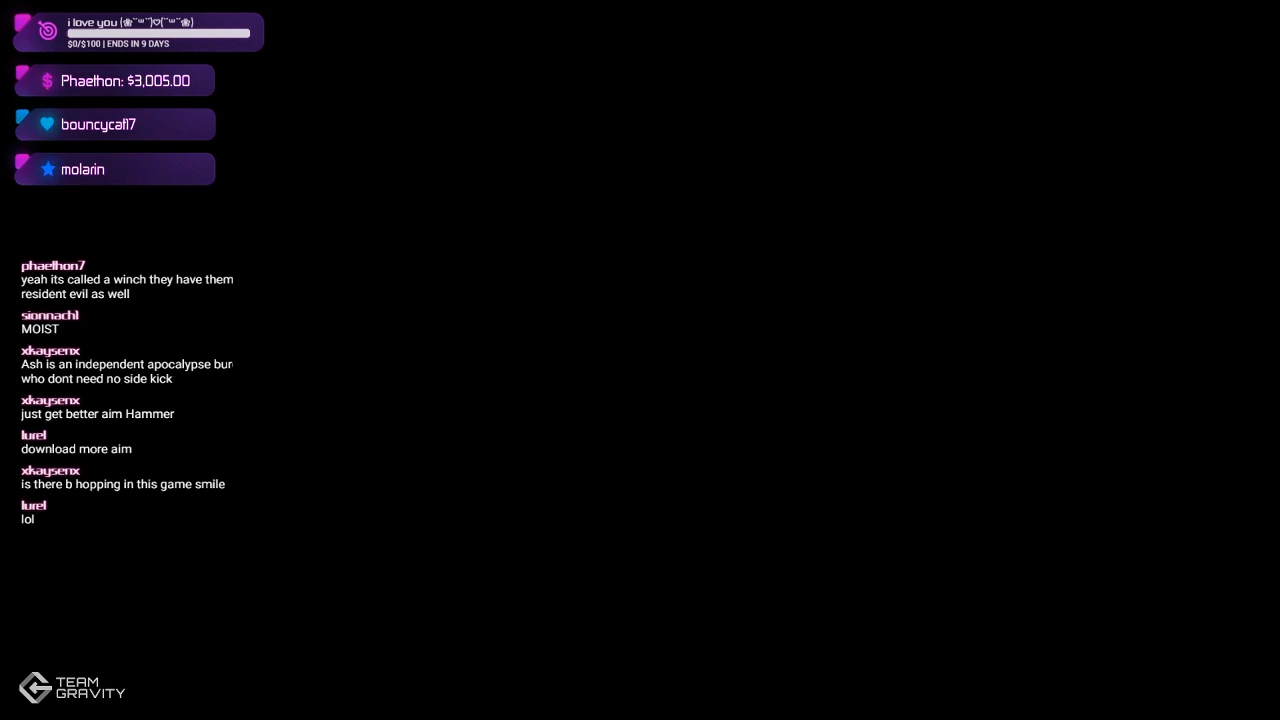 i love you (❀˘꒳˘)♡(˘꒳˘❀)
$0/$100 | ENDS IN 9 DAYS
Phaethon: $3,005.00
bouncycat17
molarin
phaethon7
yeah its called a winch they have them
resident evil as well
sionnach1
MOIST
xkaysenx
Ash is an independent apocalypse
who dont need no side kick
xkaysenx
just get better aim Hammer
lurel
download more aim
xkaysenx
is there b hopping in this game smile
lurel
lol
TEAM
GRAVITY